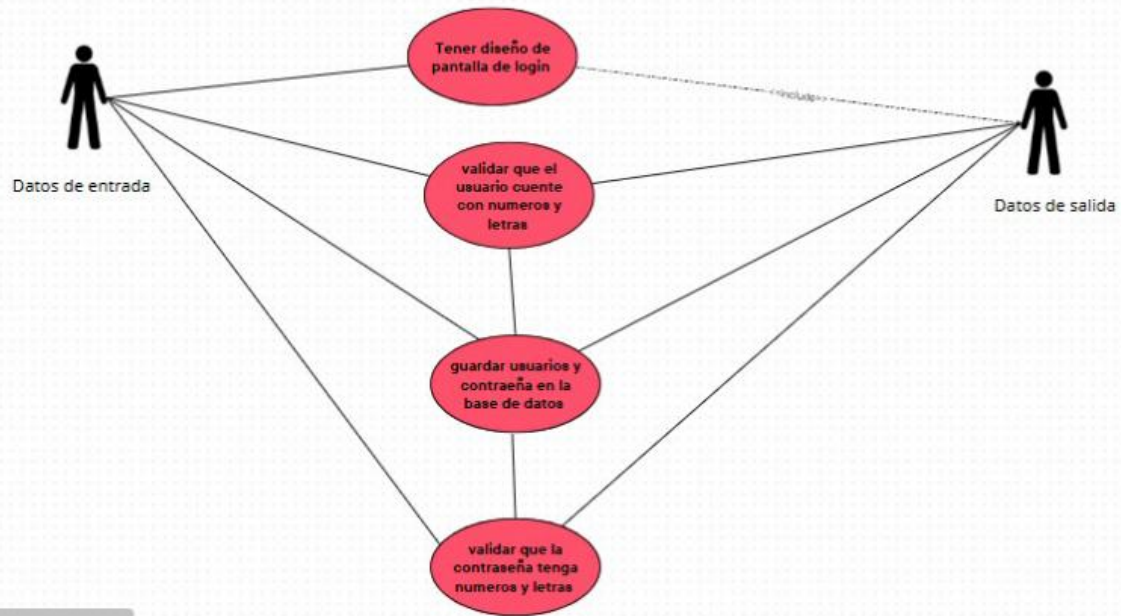 Tener diseño de
pantalla de login
<<include>>
validar que el
usuario cuente
con numeros y
letras
Datos de entrada
Datos de salida
guardar usuarios y
contraeña en la
base de datos
validar que la
contraseña tenga
numeros y letras